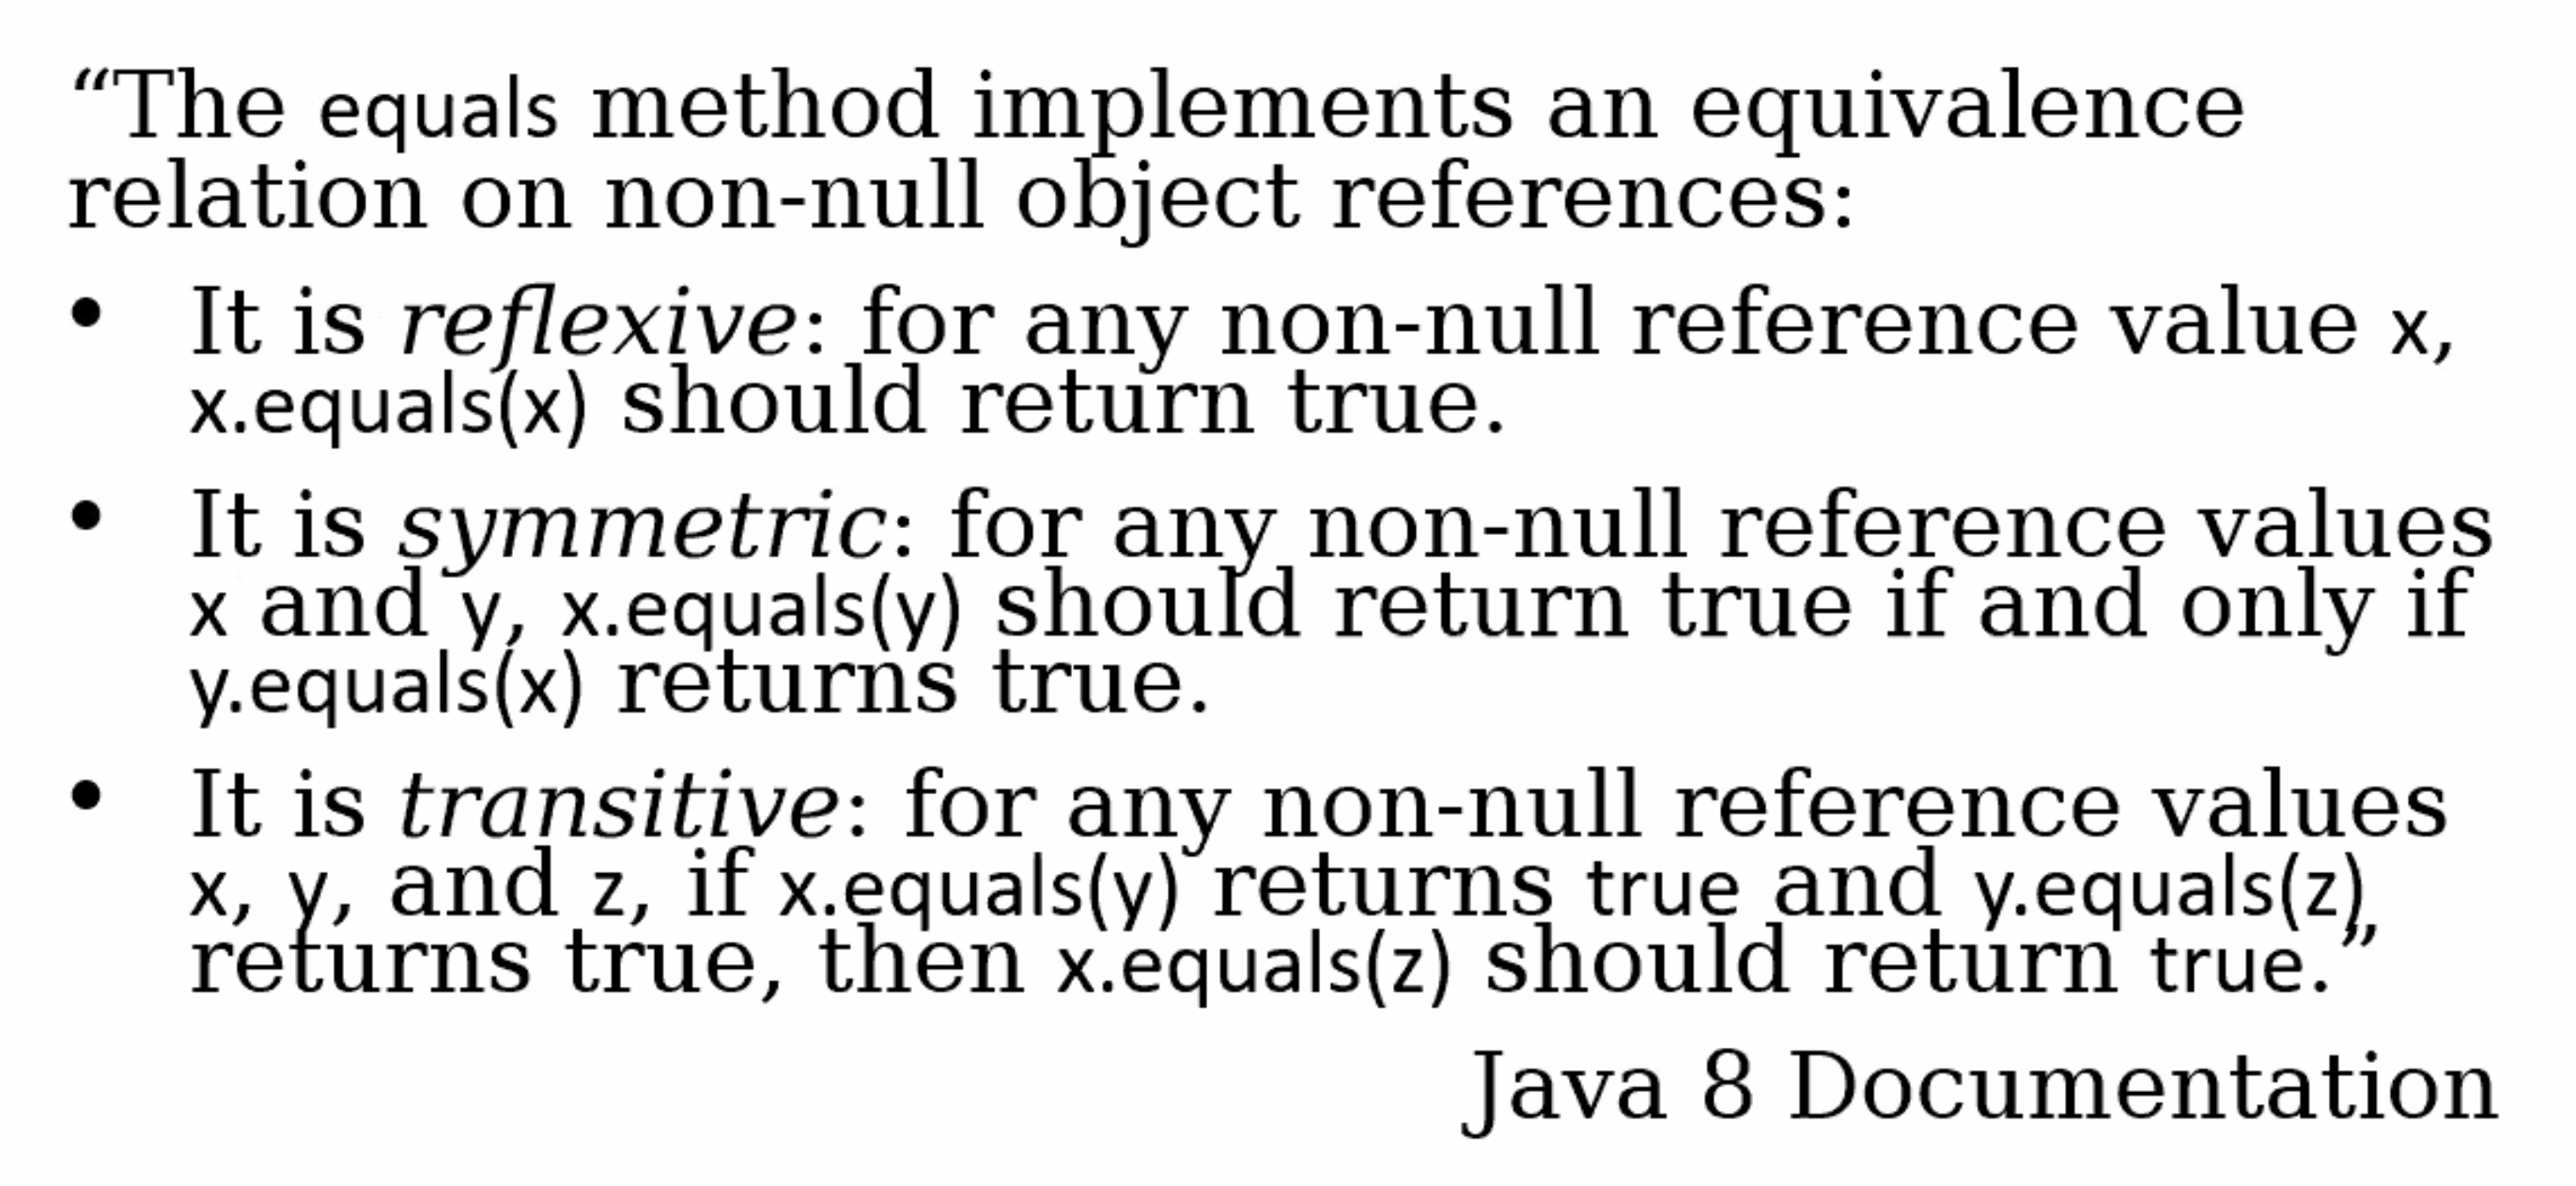 “The equals method implements an equivalence
relation on non-null object references:
• It is reflexive: for any non-null reference value x,
x.equals(x) should return true.
• It is symmetric: for any non-null reference values
x and y, x.equals(y) should return true if and only if
y.equals(x) returns true.
• It is transitive: for any non-null reference values
x, y, and z, if x.equals(y) returns true and y.equals(z)
returns true, then x.equals(z) should return true.”
Java 8 Documentation